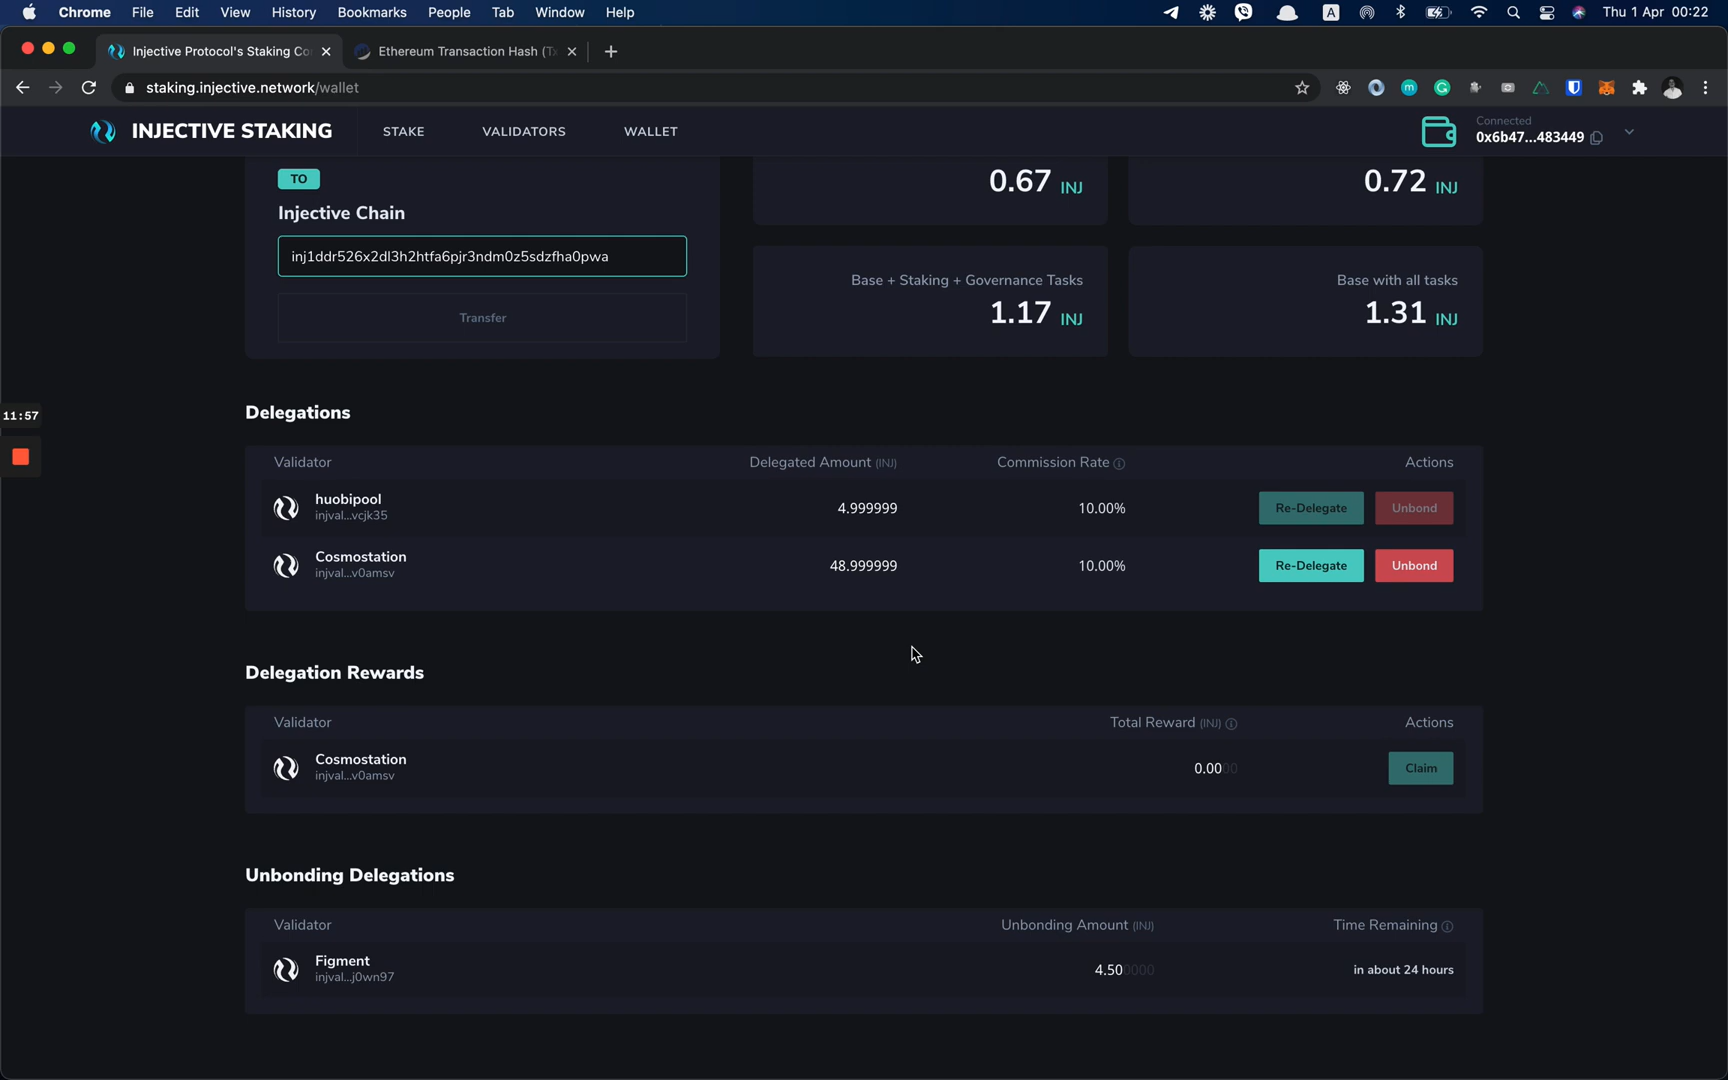 Chrome File Edit View History Bookmarks People Tab Window Help A Thu 1 Apr 00:22
Injective Protocol's Staking Co Ethereum Transaction Hash (Tx
staking.injective.network/wallet
INJECTIVE STAKING STAKE VALIDATORS WALLET
Connected
0x6b47...483449
TO
Injective Chain
inj1ddr526x2dl3h2htfa6pjr3ndm0z5sdzfha0pwa
Transfer
0.67 INJ
0.72 INJ
Base + Staking + Governance Tasks
1.17 INJ
Base with all tasks
1.31 INJ
11:57
Delegations
Validator Delegated Amount (INJ) Commission Rate Actions
huobipool
injval...vcjk35
4.999999 10.00% Re-Delegate Unbond
Cosmostation
injval...v0amsv
48.999999 10.00% Re-Delegate Unbond
Delegation Rewards
Validator Total Reward (INJ) Actions
Cosmostation
injval...v0amsv
0.0000 Claim
Unbonding Delegations
Validator Unbonding Amount (INJ) Time Remaining
Figment
injval...j0wn97
4.500000 in about 24 hours